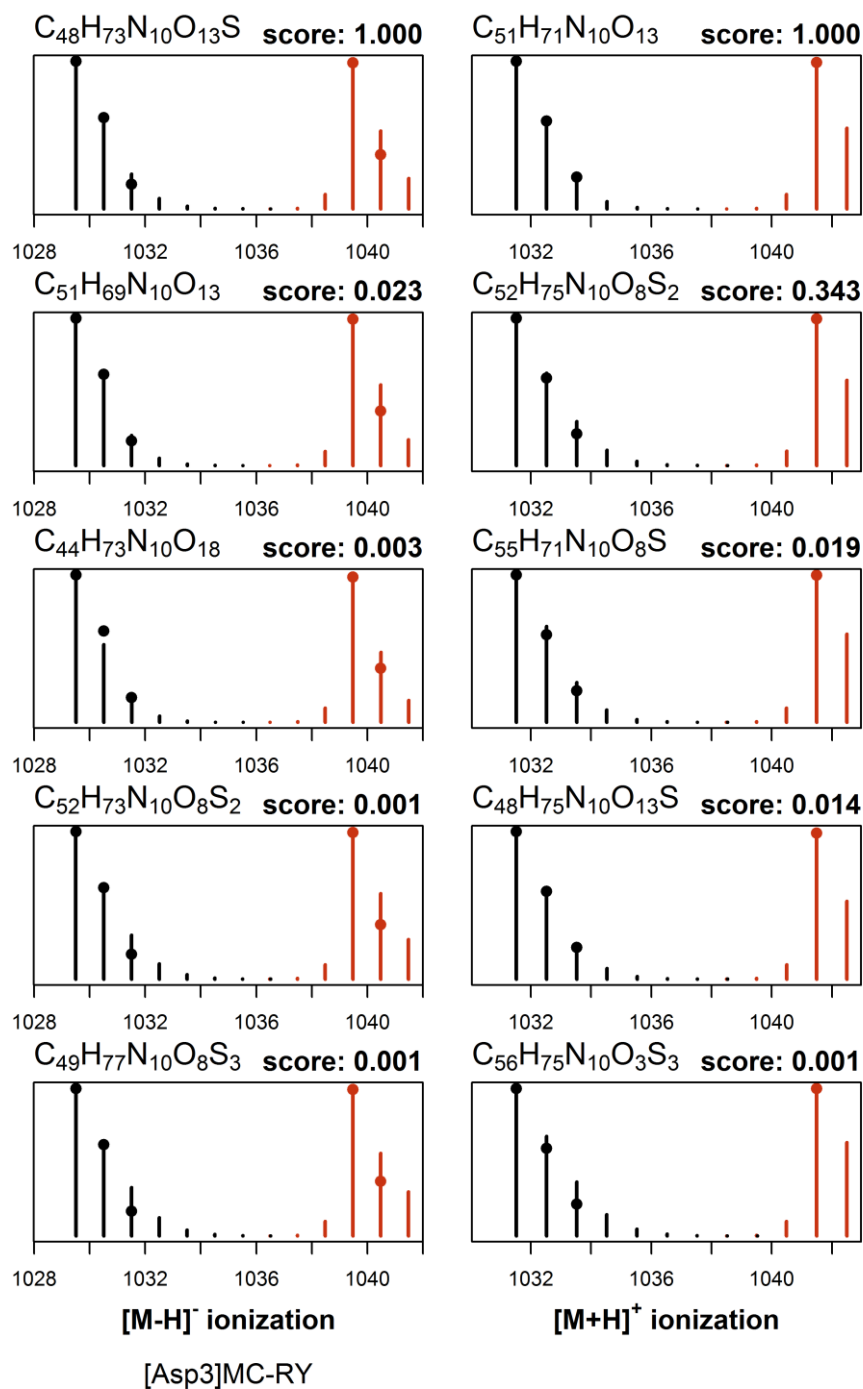 C₄₈H₇₃N₁₀O₁₃S score: 1.000 C₅₁H₇₁N₁₀O₁₃ score: 1.000
1028 1032 1036 1040 1032 1036 1040
C₅₁H₆₉N₁₀O₁₃ score: 0.023 C₅₂H₇₅N₁₀O₈S₂ score: 0.343
1028 1032 1036 1040 1032 1036 1040
C₄₄H₇₃N₁₀O₁₈ score: 0.003 C₅₅H₇₁N₁₀O₈S score: 0.019
1028 1032 1036 1040 1032 1036 1040
C₅₂H₇₃N₁₀O₈S₂ score: 0.001 C₄₈H₇₅N₁₀O₁₃S score: 0.014
1028 1032 1036 1040 1032 1036 1040
C₄₉H₇₇N₁₀O₈S₃ score: 0.001 C₅₆H₇₅N₁₀O₃S₃ score: 0.001
1028 1032 1036 1040 1032 1036 1040
[M-H]⁻ ionization [M+H]⁺ ionization
[Asp3]MC-RY